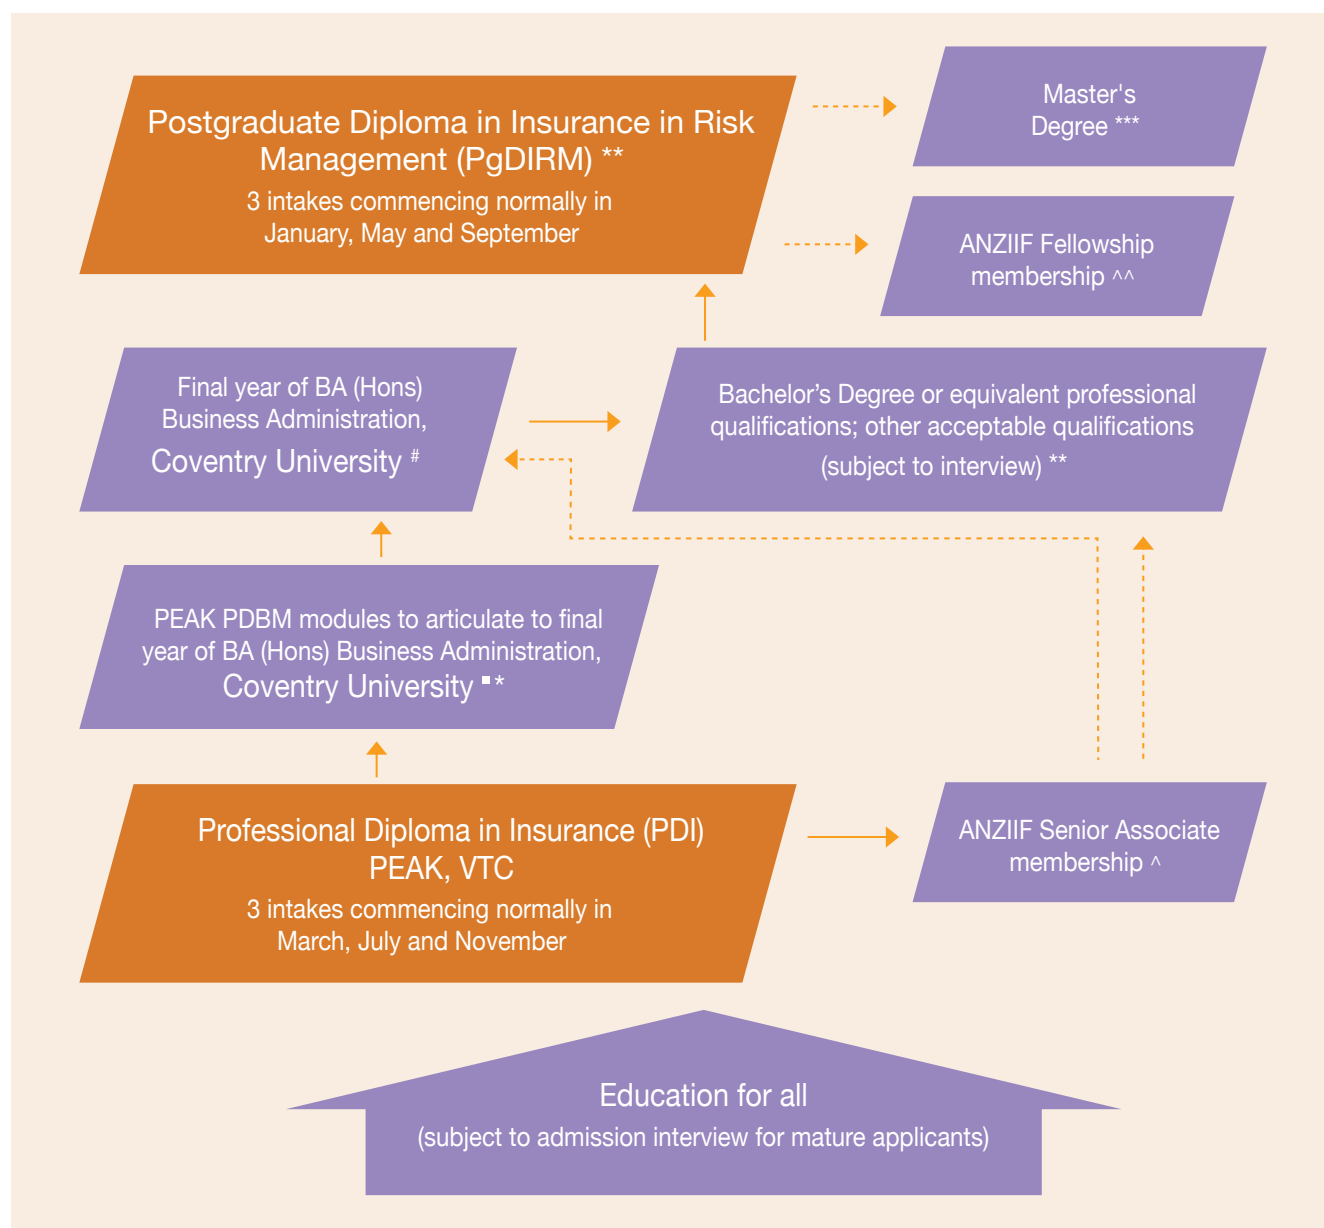 Postgraduate Diploma in Insurance in Risk
Management (PgDIRM) **
3 intakes commencing normally in
January, May and September
Master's
Degree ***
ANZIIF Fellowship
membership ^^
Final year of BA (Hons)
Business Administration,
Coventry University #
Bachelor’s Degree or equivalent professional
qualifications; other acceptable qualifications
(subject to interview) **
PEAK PDBM modules to articulate to final
year of BA (Hons) Business Administration,
Coventry University ■ *
Professional Diploma in Insurance (PDI)
PEAK, VTC
3 intakes commencing normally in
March, July and November
ANZIIF Senior Associate
membership ^
Education for all
(subject to admission interview for mature applicants)